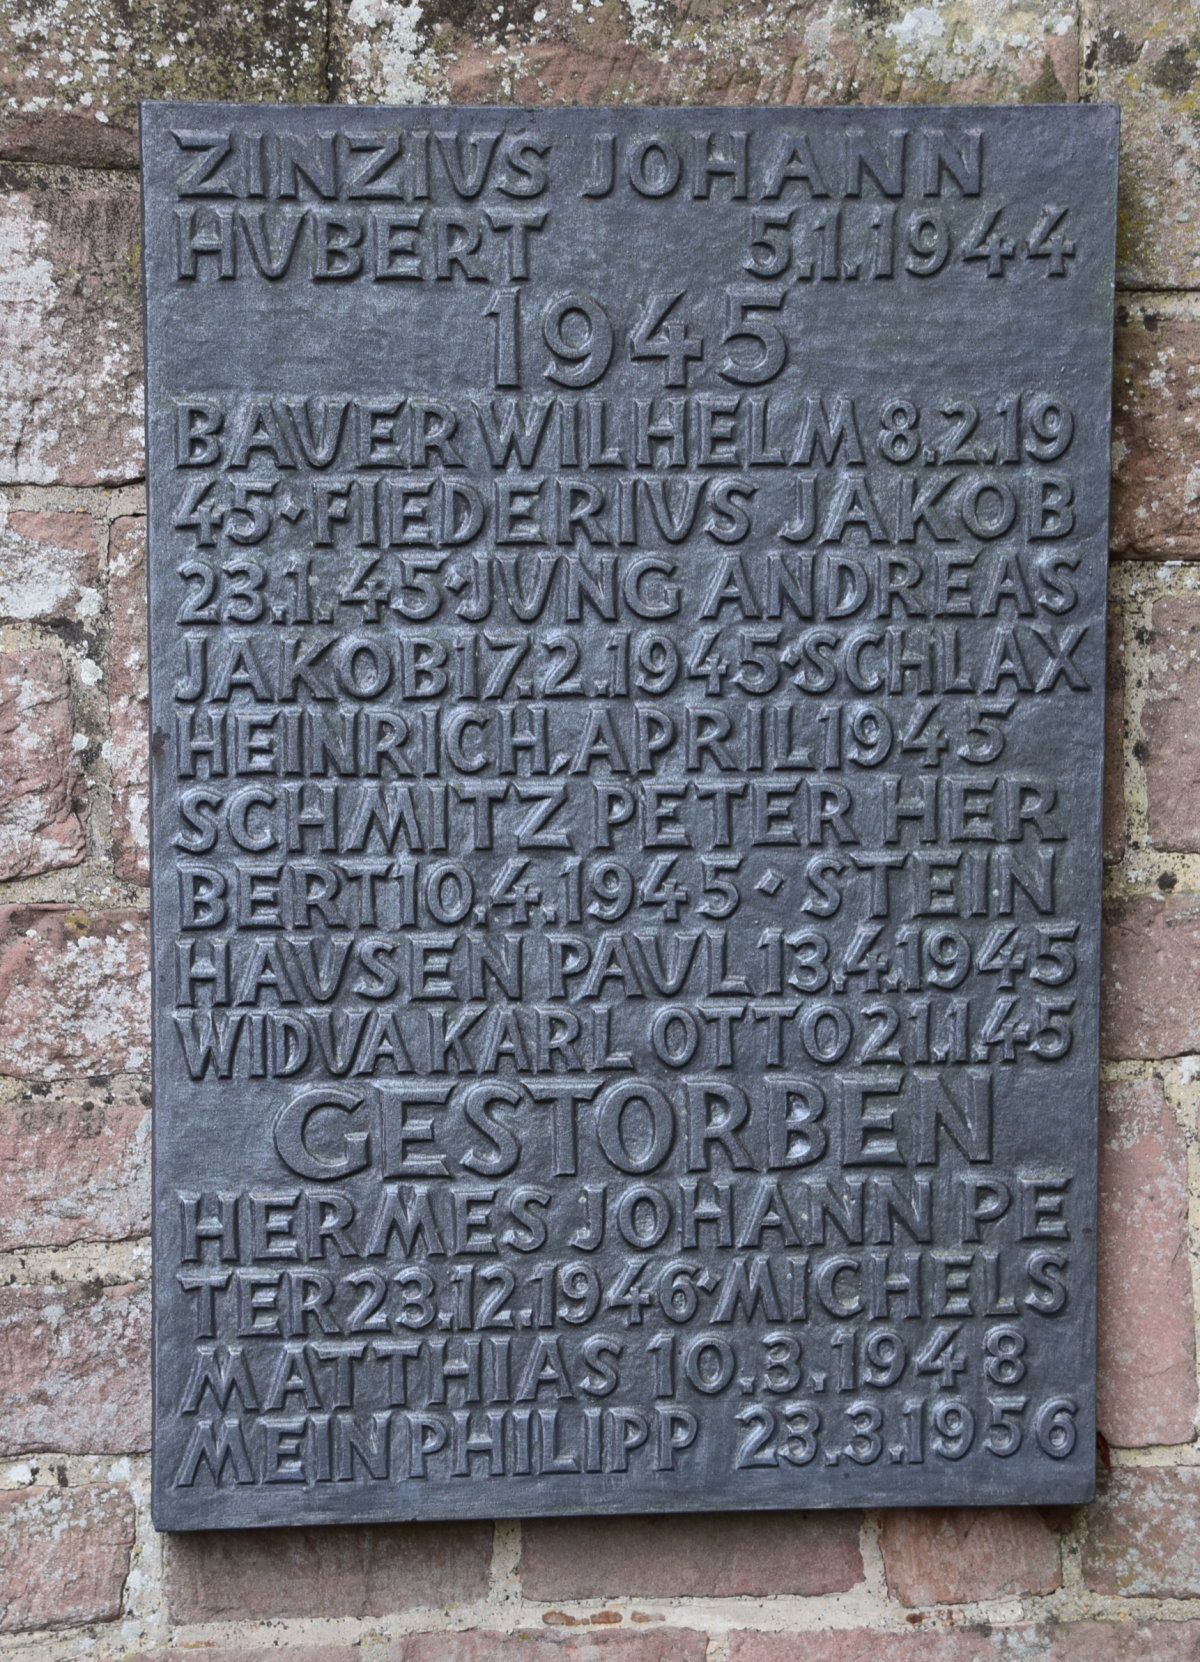 ZINZIVS JOHANN
HVBERT 5.1.1944
1945
BAVER WILHELM 8.2.19
45·FIEDERIVS JAKOB
23.1.45·JVNG ANDREAS
JAKOB 17.2.1945·SCHLAX
HEINRICH.APRIL 1945
SCHMITZ PETER HER
BERT 10.4.1945·STEIN
HAVSEN PAVL 13.4.1945
WIDVA KARL OTTO 21.1.45
GESTORBEN
HERMES JOHANN PE
TER 23.12.1946·MICHELS
MATTHIAS 10.3.1948
MEIN PHILIPP 23.3.1956